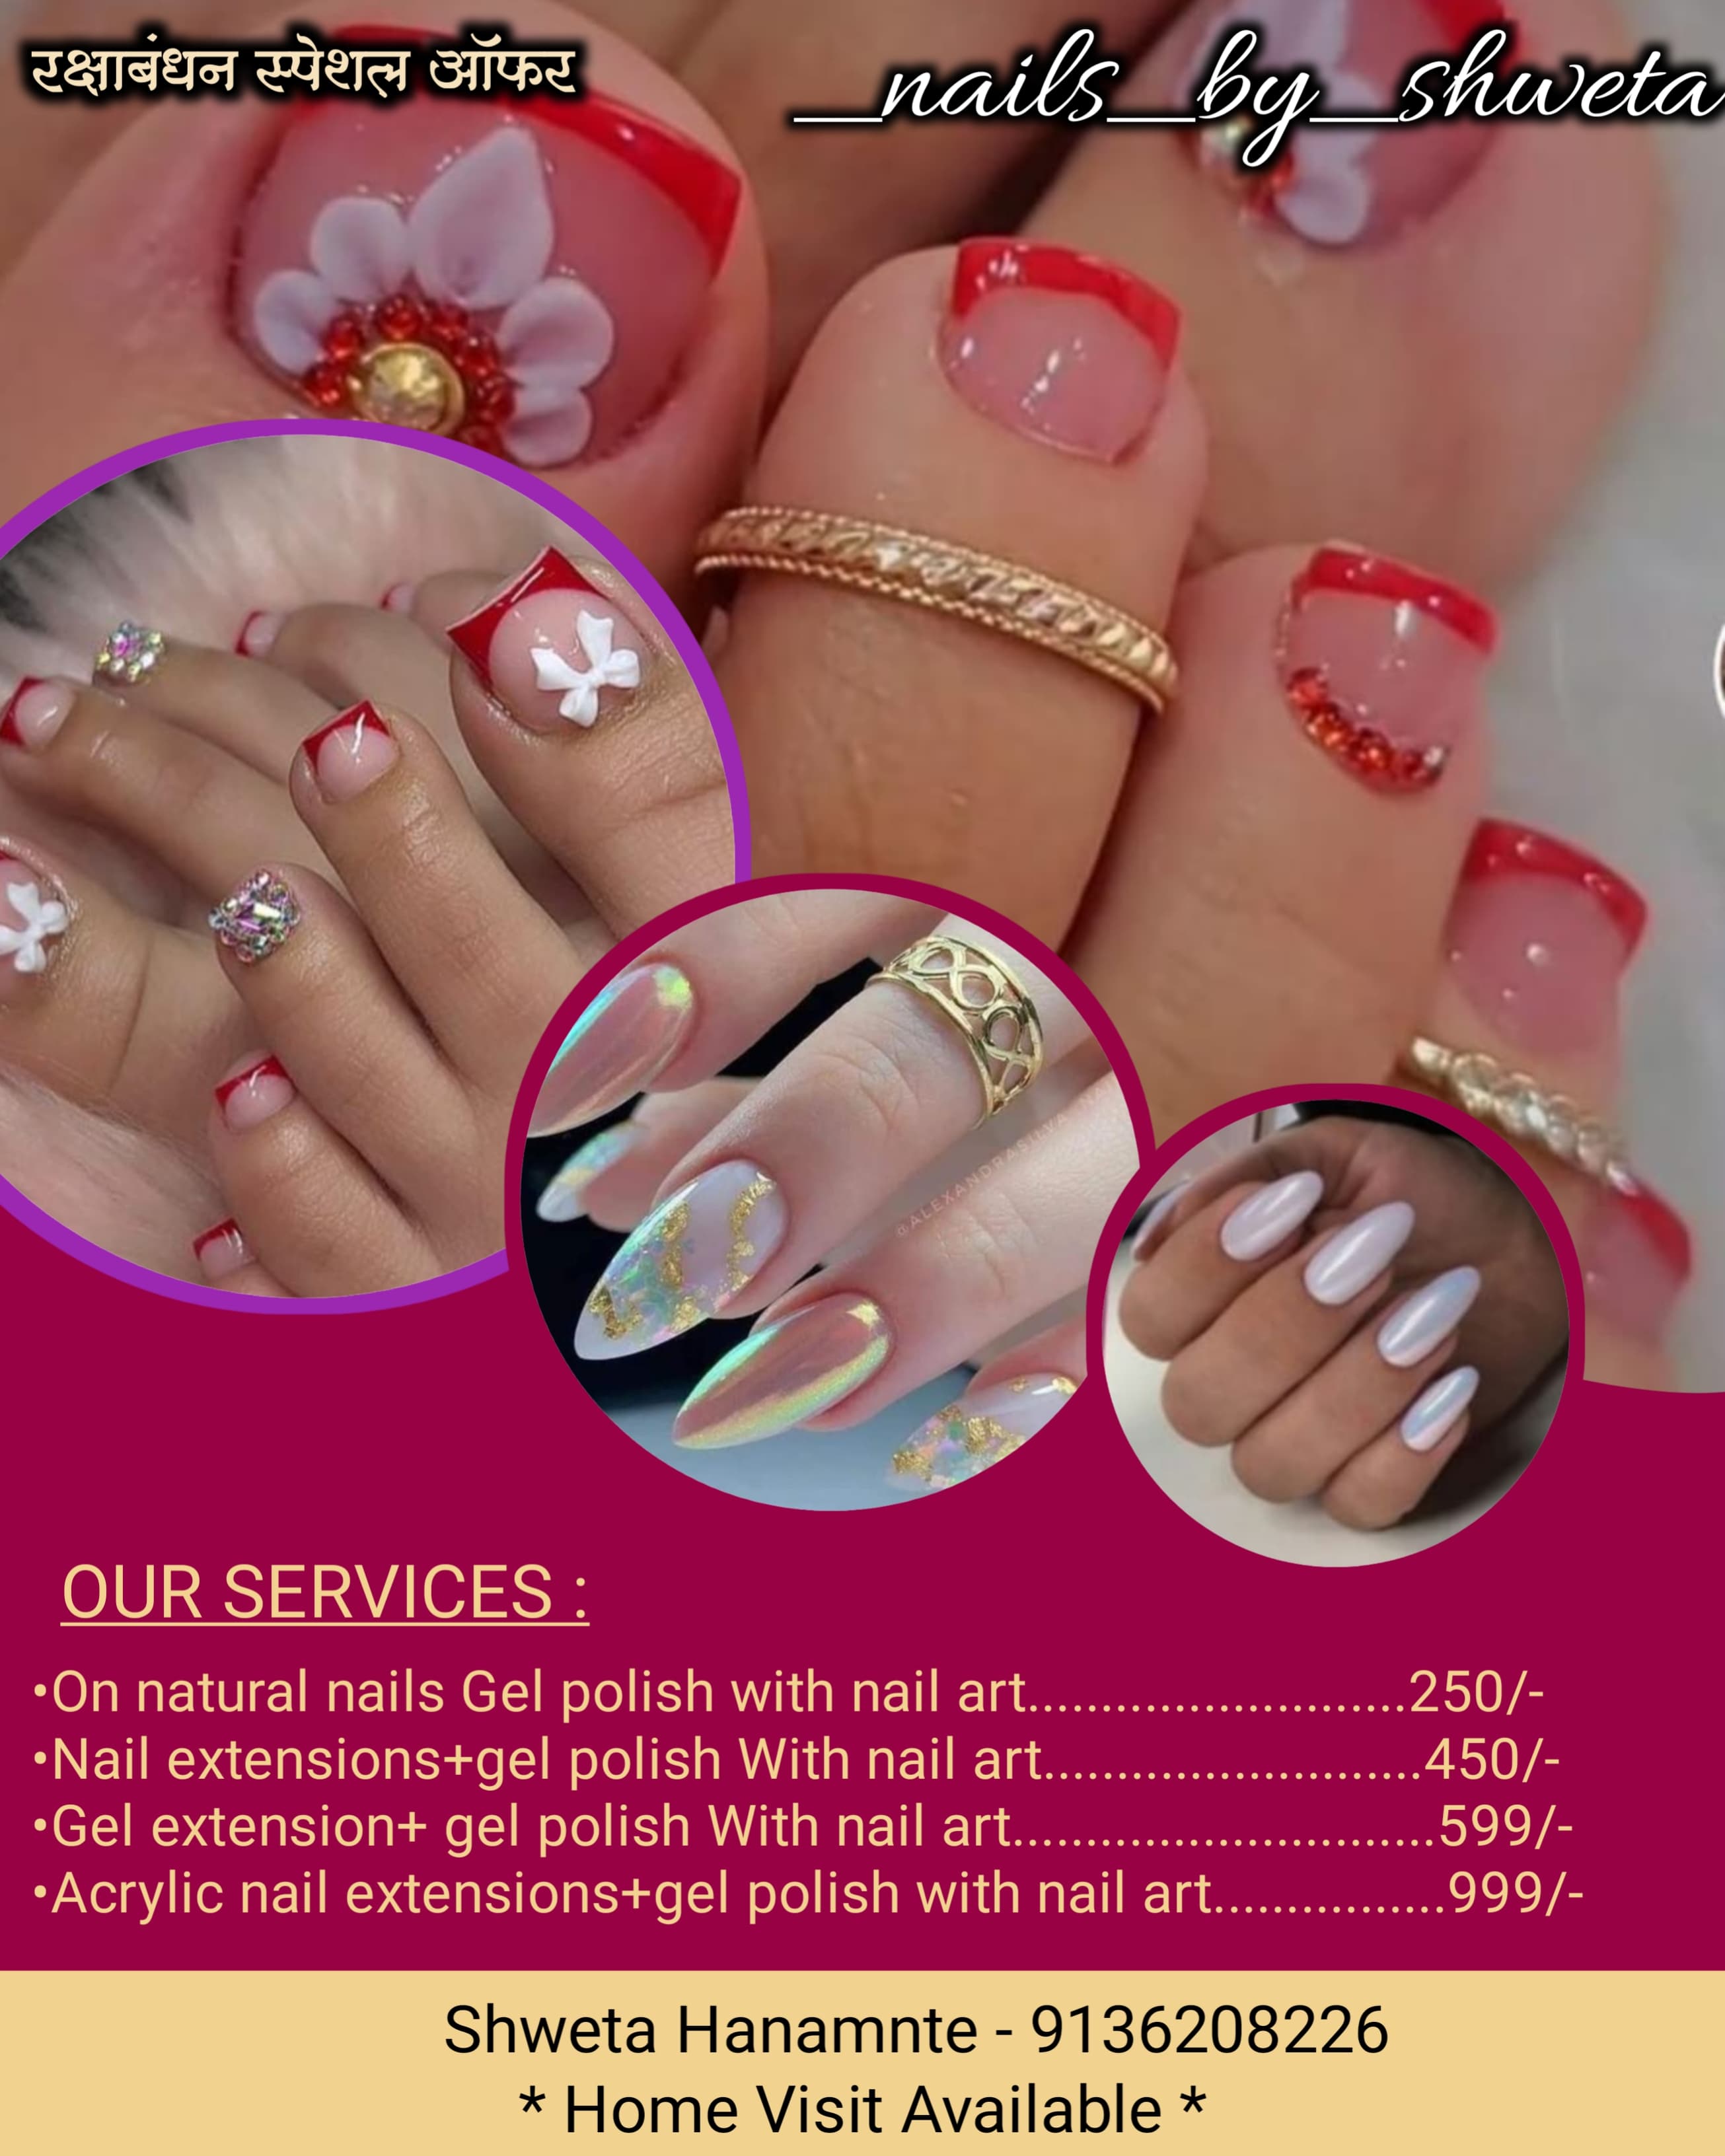 रक्षाबंधन स्पेशल ऑफर
__nails__by__shweta
@ALEXANDRASILVA
OUR SERVICES :
•On natural nails Gel polish with nail art..........................250/-
•Nail extensions+gel polish With nail art..........................450/-
•Gel extension+ gel polish With nail art.............................599/-
•Acrylic nail extensions+gel polish with nail art................999/-
Shweta Hanamnte - 9136208226
* Home Visit Available *